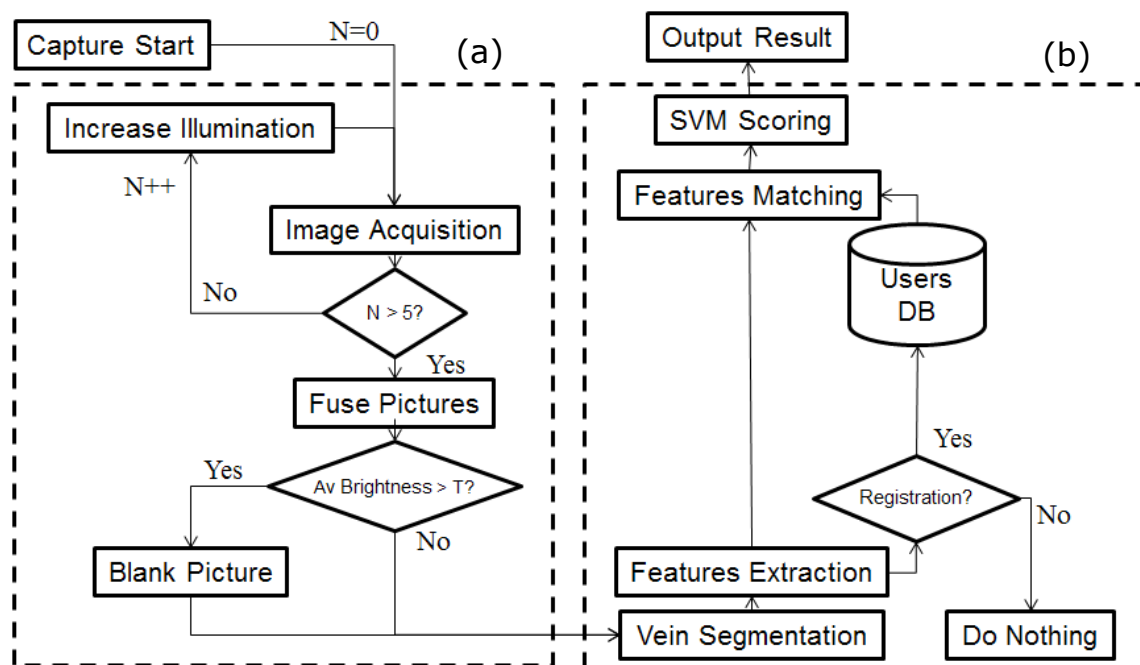 Capture Start
N=0
(a)
Increase Illumination
N++
Image Acquisition
No
N > 5?
Yes
Fuse Pictures
Yes
Av Brightness > T?
No
Blank Picture
Output Result
(b)
SVM Scoring
Features Matching
Users
DB
Yes
Registration?
No
Features Extraction
Vein Segmentation
Do Nothing